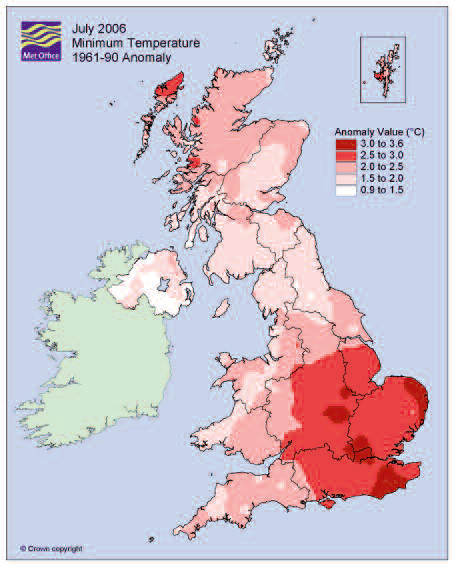 Met Office
July 2006
Minimum Temperature
1961-90 Anomaly
Anomaly Value (°C)
3.0 to 3.6
2.5 to 3.0
2.0 to 2.5
1.5 to 2.0
0.9 to 1.5
© Crown copyright